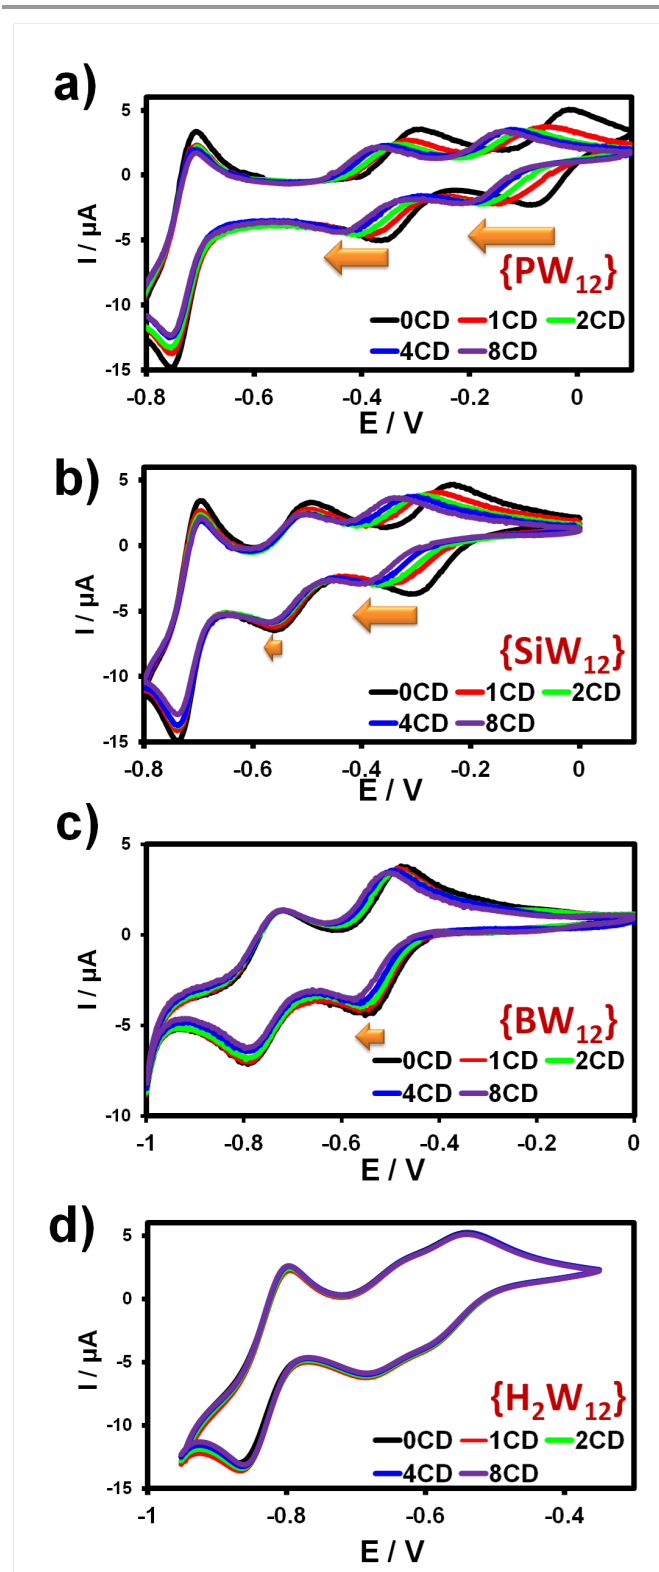 a)
5
0
-5
-10
-15
I / µA
{PW12}
0CD 1CD 2CD
4CD 8CD
-0.8 -0.6 -0.4 -0.2 0
E / V
b)
5
0
-5
-10
-15
I / µA
{SiW12}
0CD 1CD 2CD
4CD 8CD
-0.8 -0.6 -0.4 -0.2 0
E / V
c)
5
0
-5
-10
I / µA
{BW12}
0CD 1CD 2CD
4CD 8CD
-1 -0.8 -0.6 -0.4 -0.2 0
E / V
d)
5
0
-5
-10
-15
I / µA
{H2W12}
0CD 1CD 2CD
4CD 8CD
-1 -0.8 -0.6 -0.4
E / V